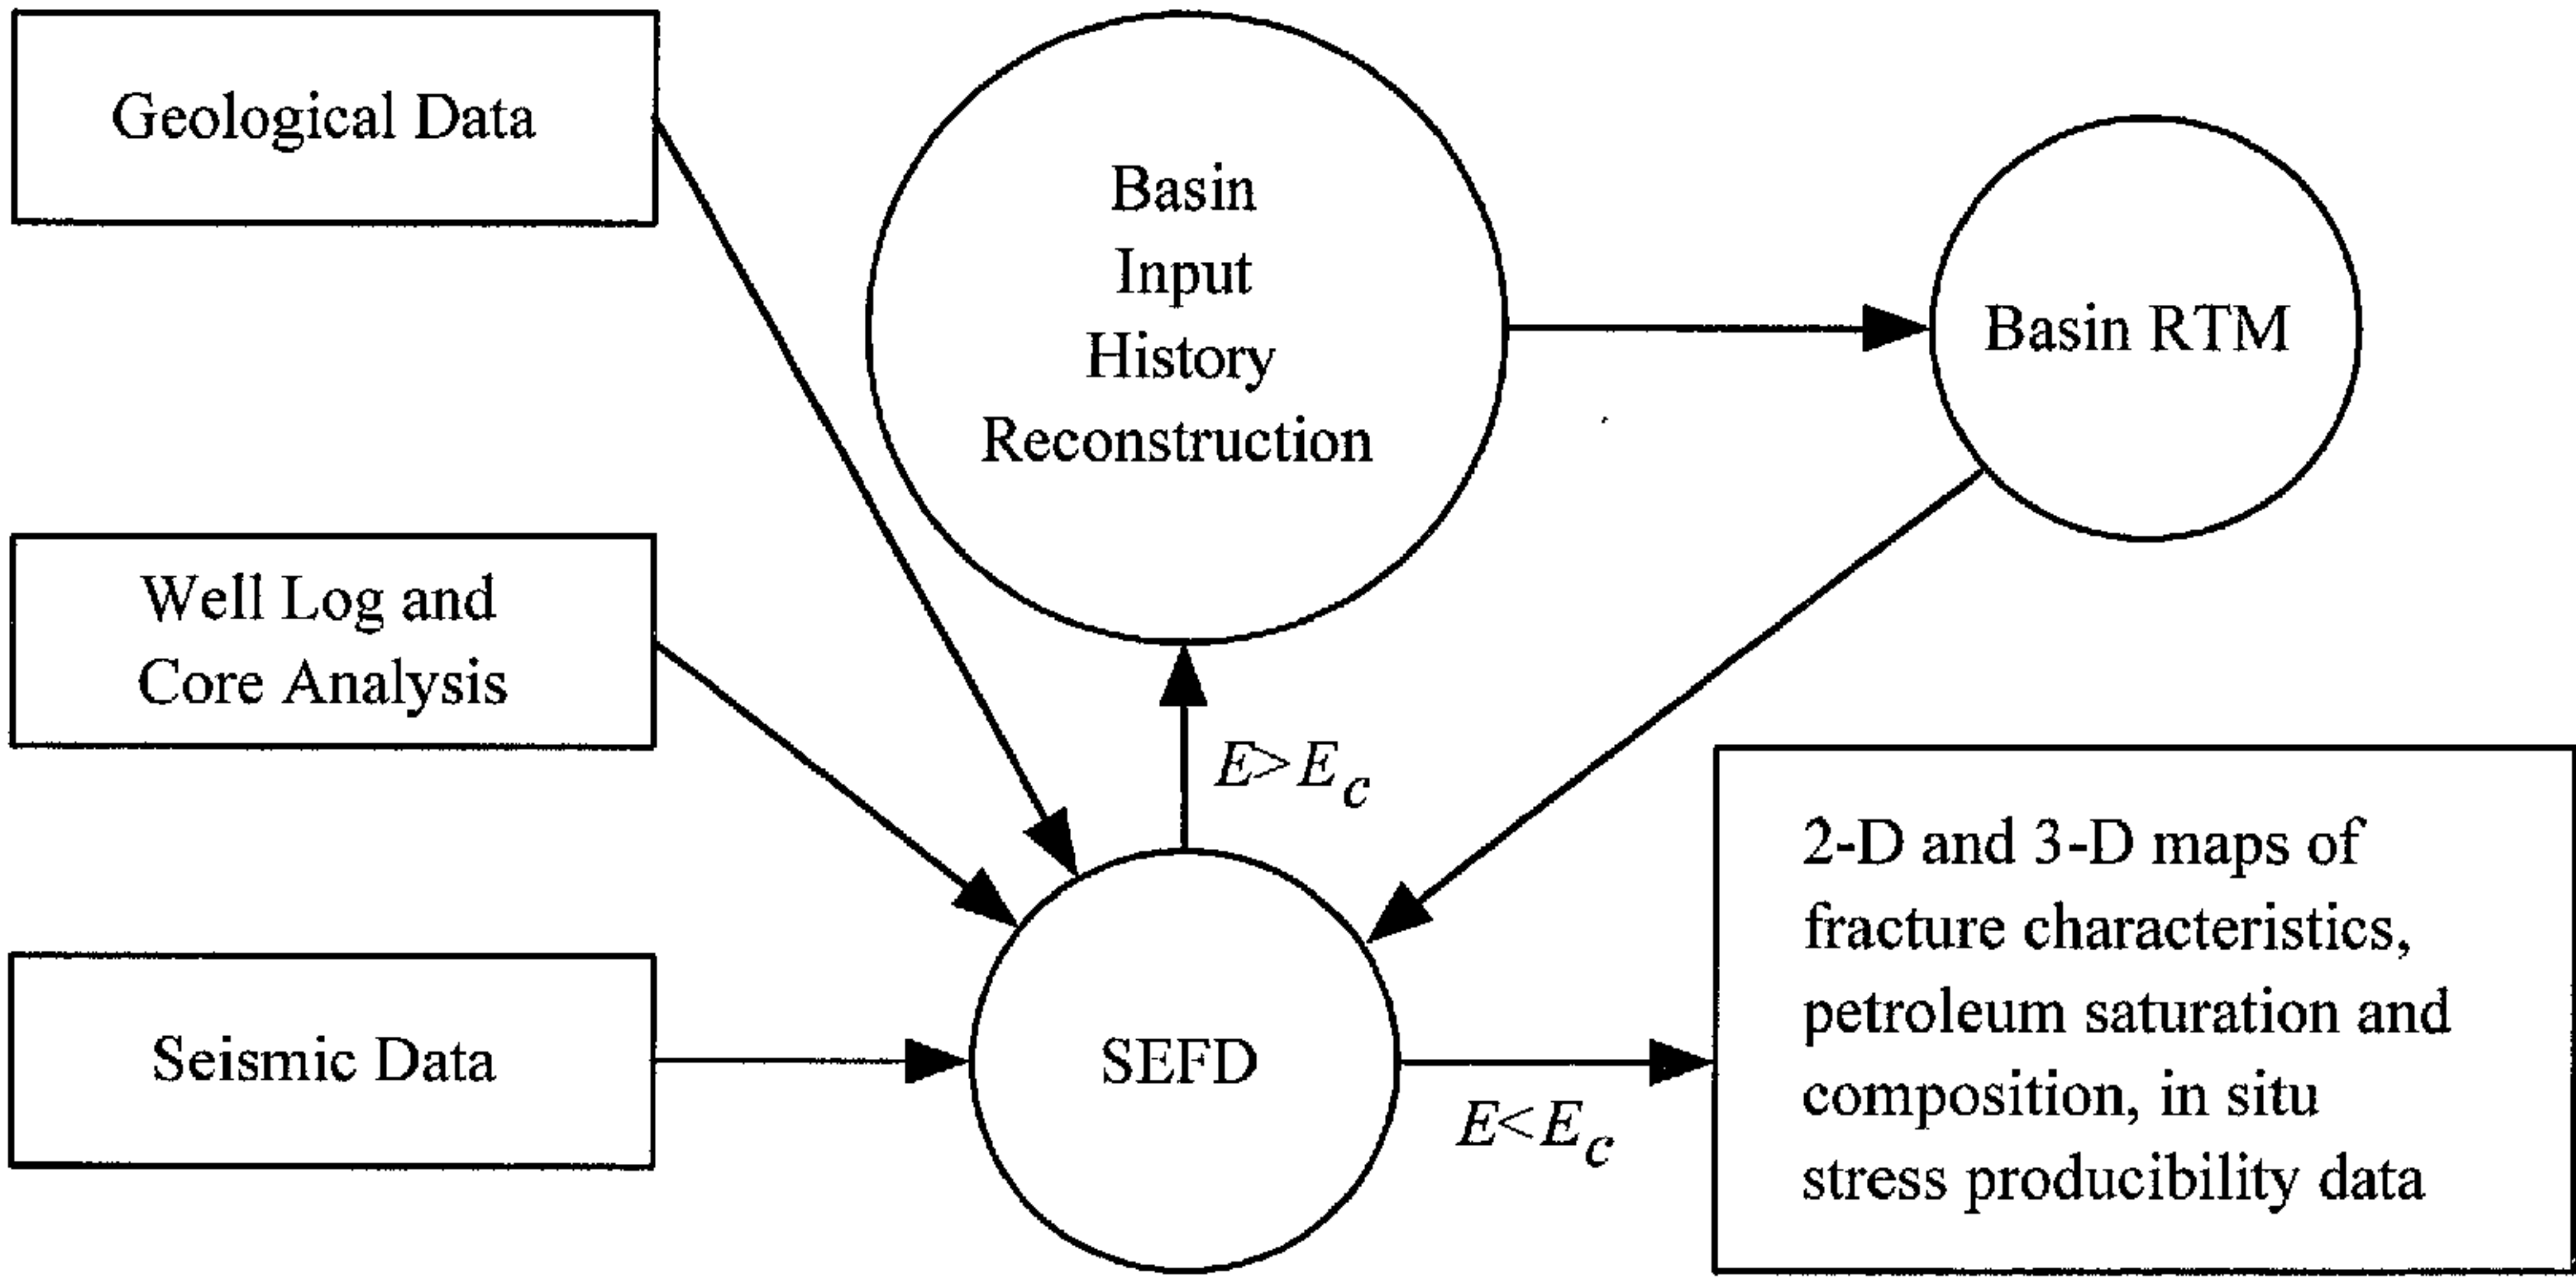 Geological Data
Basin
Input
History
Reconstruction
Basin RTM
Well Log and
Core Analysis
E>Ec
2-D and 3-D maps of
fracture characteristics,
petroleum saturation and
composition, in situ
stress producibility data
Seismic Data
SEFD
E<Ec